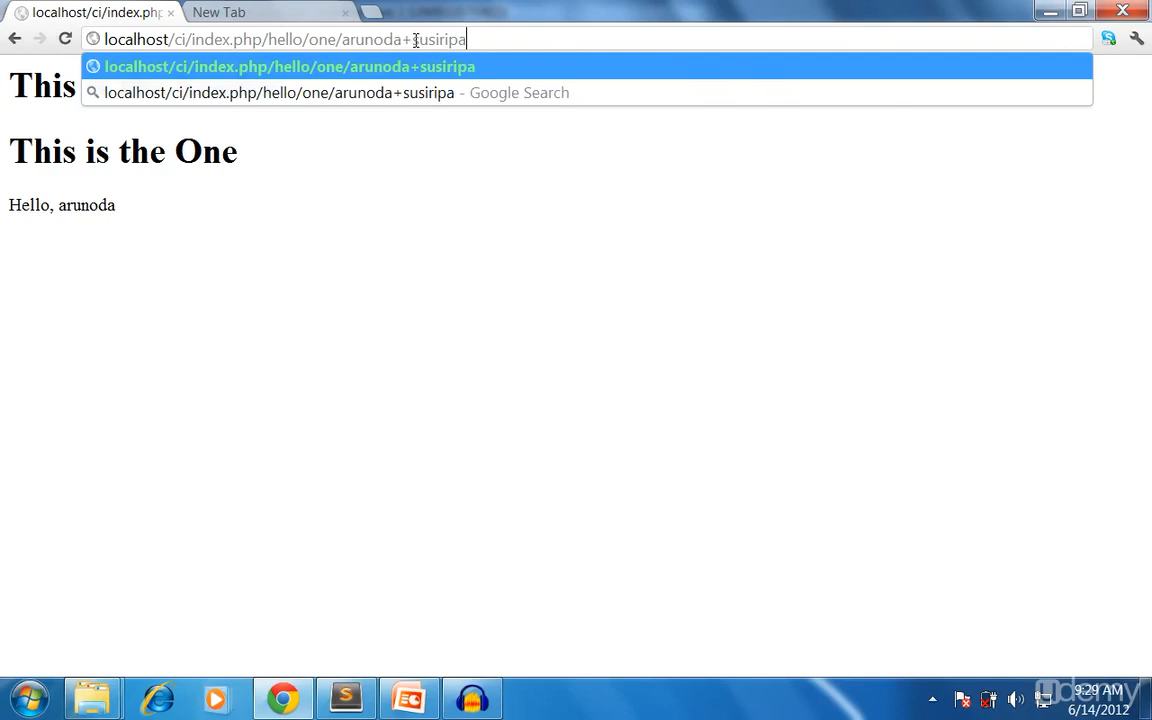 localhost/ci/index.php
New Tab
localhost/ci/index.php/hello/one/arunoda+susiripa
localhost/ci/index.php/hello/one/arunoda+susiripa
localhost/ci/index.php/hello/one/arunoda+susiripa - Google Search
This
This is the One
Hello, arunoda
udemy
9:29 AM
6/14/2012